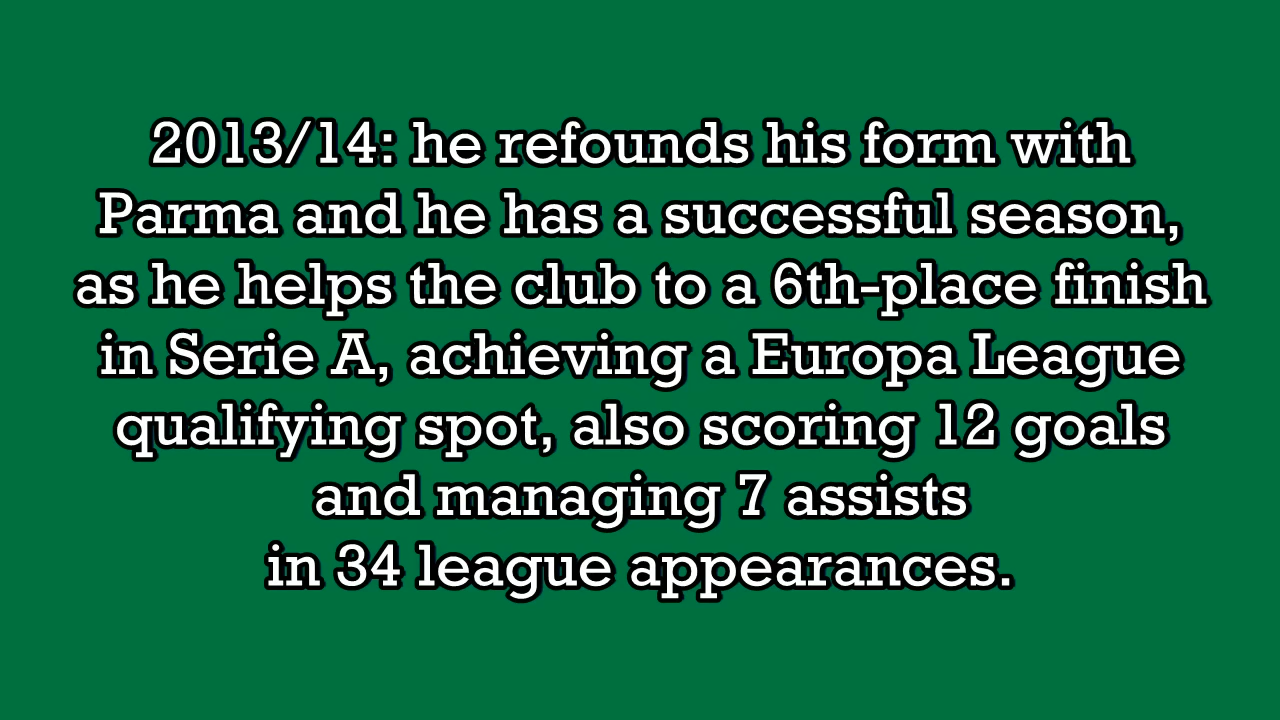 2013/14: he refounds his form with
Parma and he has a successful season,
as he helps the club to a 6th-place finish
in Serie A, achieving a Europa League
qualifying spot, also scoring 12 goals
and managing 7 assists
in 34 league appearances.